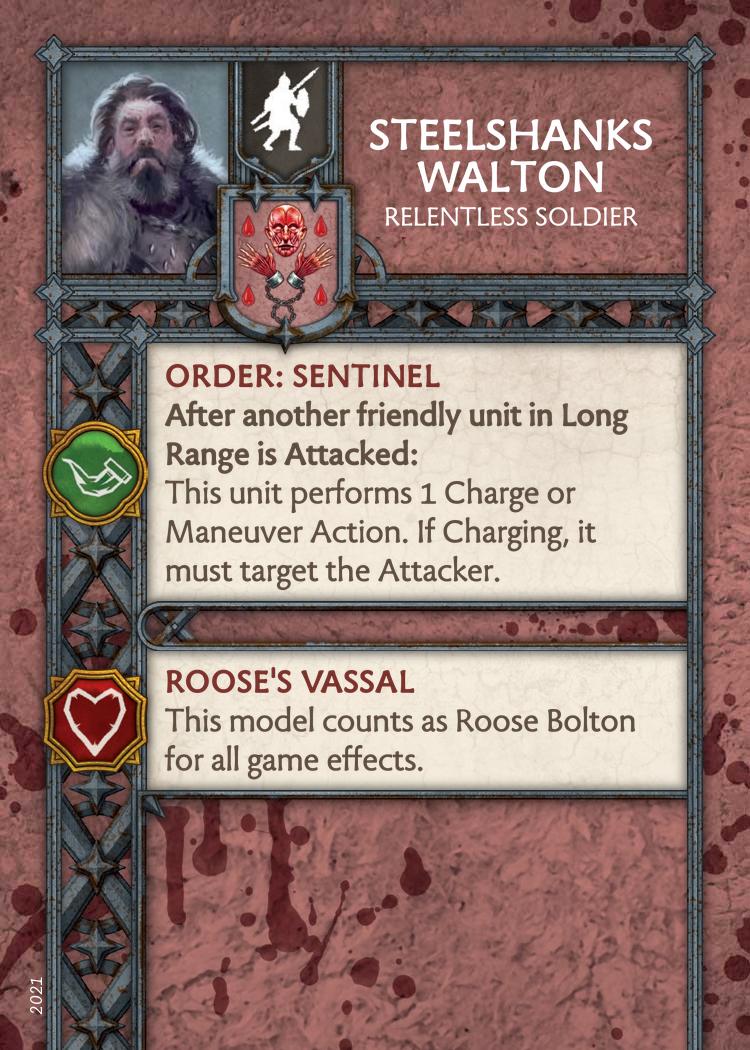 STEELSHANKS
WALTON
RELENTLESS SOLDIER
ORDER: SENTINEL
After another friendly unit in Long
Range is Attacked:
This unit performs 1 Charge or
Maneuver Action. If Charging, it
must target the Attacker.
ROOSE'S VASSAL
This model counts as Roose Bolton
for all game effects.
2021